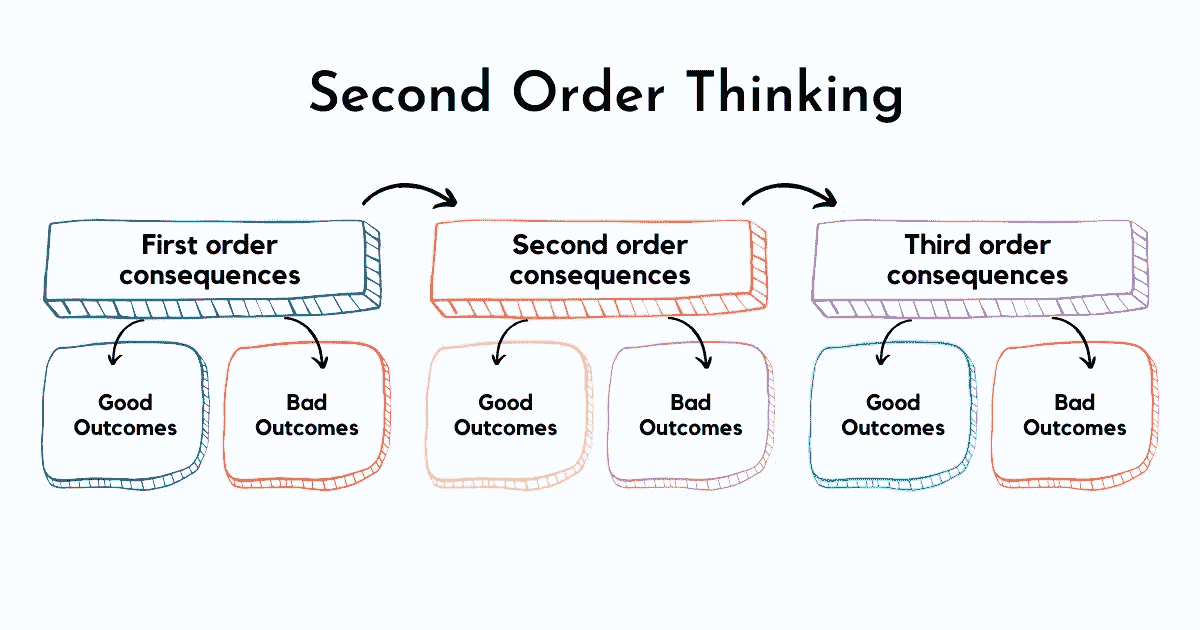 Second Order Thinking
First order
consequences
Second order
consequences
Third order
consequences
Good
Outcomes
Bad
Outcomes
Good
Outcomes
Bad
Outcomes
Good
Outcomes
Bad
Outcomes